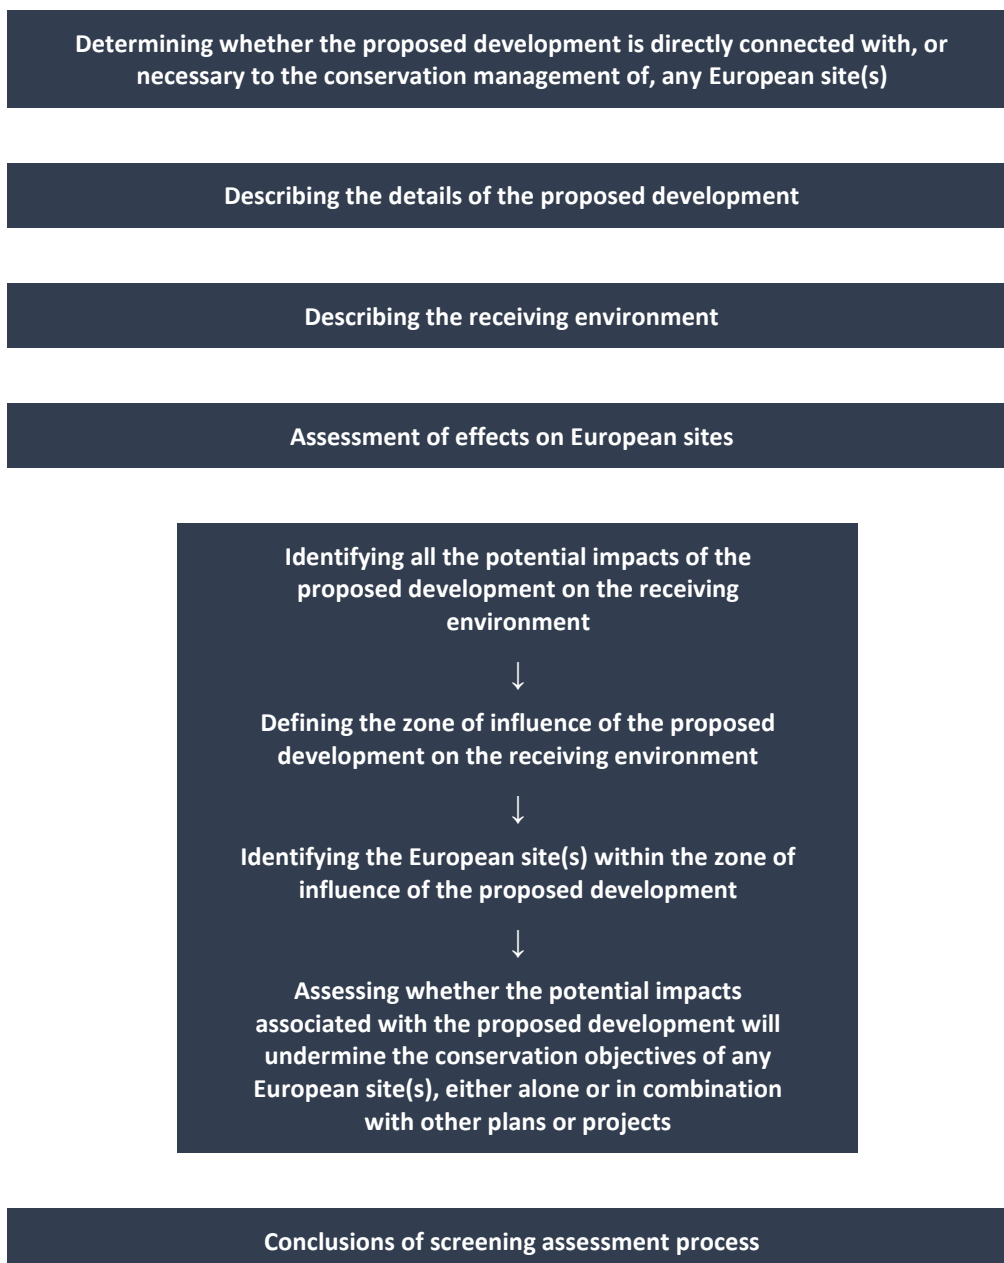 Determining whether the proposed development is directly connected with, or
necessary to the conservation management of, any European site(s)
Describing the details of the proposed development
Describing the receiving environment
Assessment of effects on European sites
Identifying all the potential impacts of the
proposed development on the receiving
environment
↓
Defining the zone of influence of the proposed
development on the receiving environment
↓
Identifying the European site(s) within the zone of
influence of the proposed development
↓
Assessing whether the potential impacts
associated with the proposed development will
undermine the conservation objectives of any
European site(s), either alone or in combination
with other plans or projects
Conclusions of screening assessment process